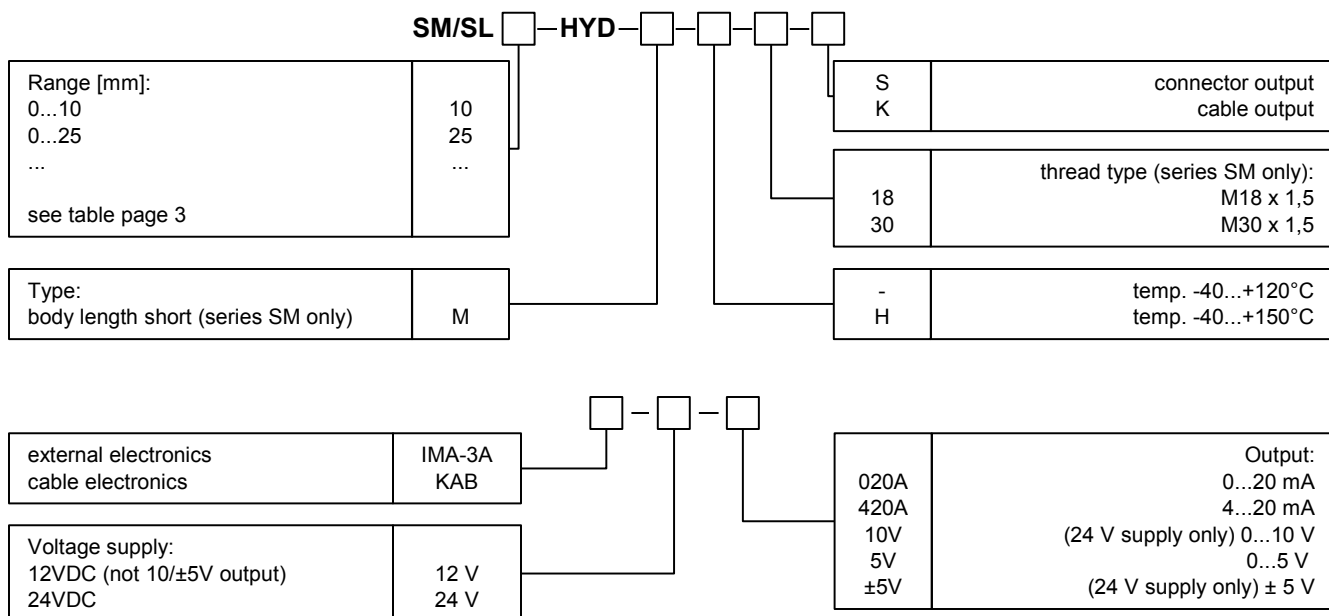 SM/SL — HYD — — — —
Range [mm]:
0...10 10
0...25 25
... ...
see table page 3
S connector output
K cable output
thread type (series SM only):
18 M18 x 1,5
30 M30 x 1,5
Type:
body length short (series SM only) M
- temp. -40...+120°C
H temp. -40...+150°C
external electronics IMA-3A
cable electronics KAB
Voltage supply:
12VDC (not 10/±5V output) 12 V
24VDC 24 V
Output:
020A 0...20 mA
420A 4...20 mA
10V (24 V supply only) 0...10 V
5V 0...5 V
±5V (24 V supply only) ± 5 V